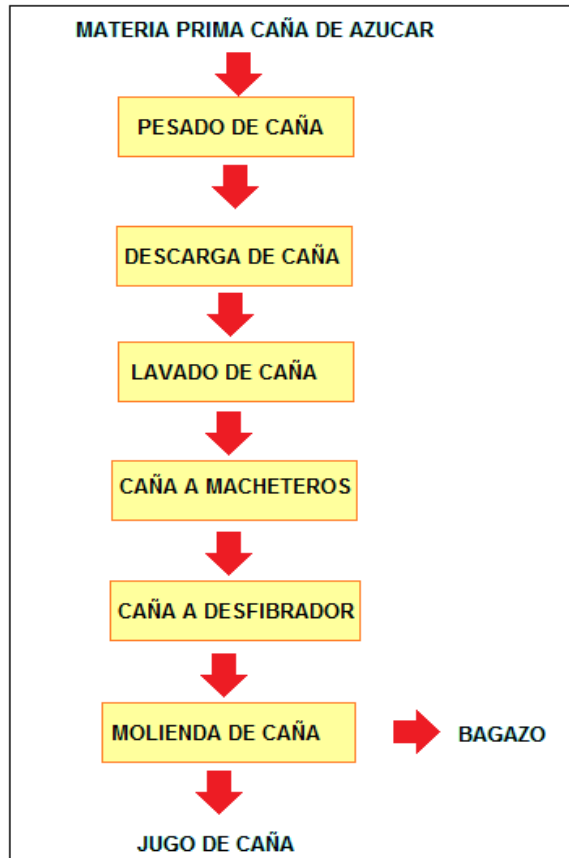 MATERIA PRIMA CAÑA DE AZUCAR
PESADO DE CAÑA
DESCARGA DE CAÑA
LAVADO DE CAÑA
CAÑA A MACHETEROS
CAÑA A DESFIBRADOR
MOLIENDA DE CAÑA
BAGAZO
JUGO DE CAÑA